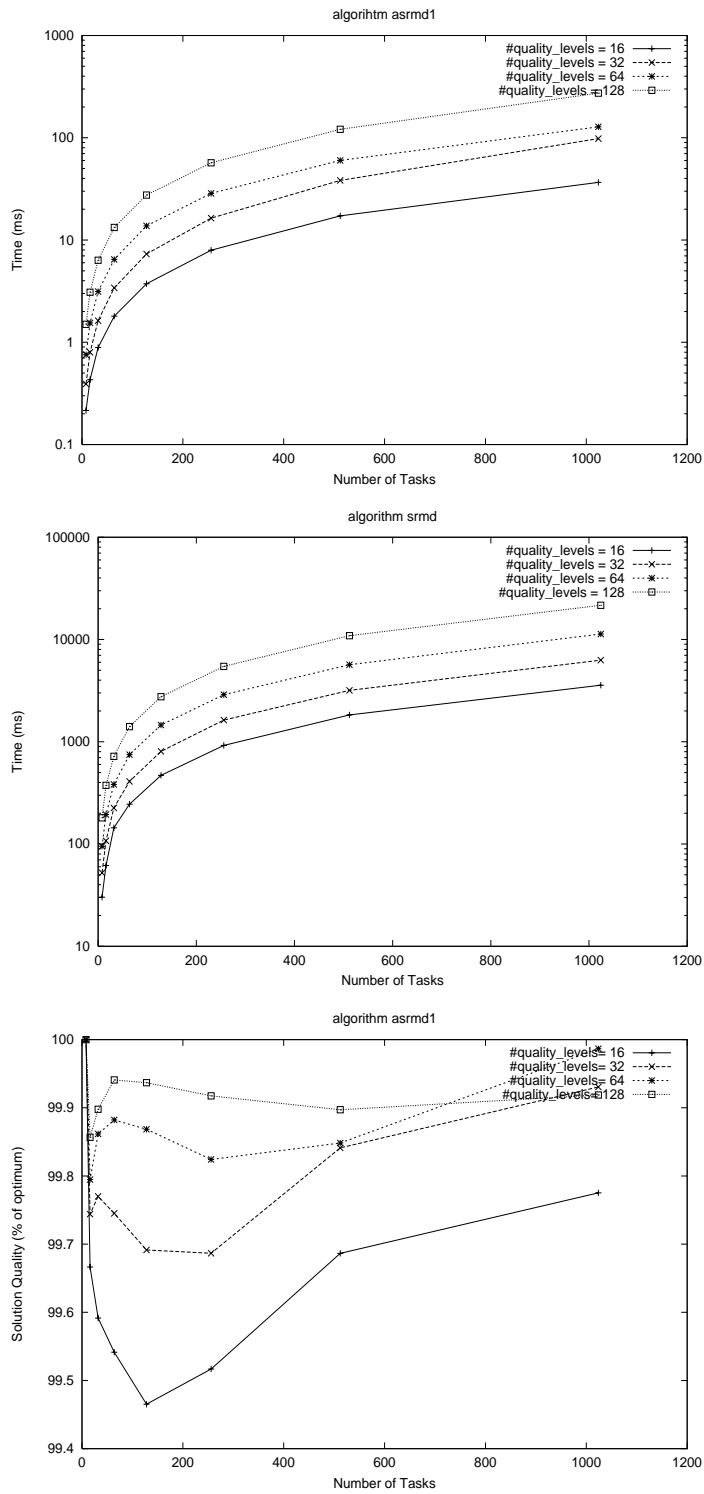 algorihtm asrmd1
1000
100
10
1
0.1
Time (ms)
#quality_levels = 16
#quality_levels = 32
#quality_levels = 64
#quality_levels = 128
0 200 400 600 800 1000 1200
Number of Tasks
algorithm srmd
100000
10000
1000
100
10
Time (ms)
#quality_levels = 16
#quality_levels = 32
#quality_levels = 64
#quality_levels = 128
0 200 400 600 800 1000 1200
Number of Tasks
algorithm asrmd1
100
99.9
99.8
99.7
99.6
99.5
99.4
Solution Quality (% of optimum)
#quality_levels= 16
#quality_levels= 32
#quality_levels= 64
#quality_levels= 128
0 200 400 600 800 1000 1200
Number of Tasks